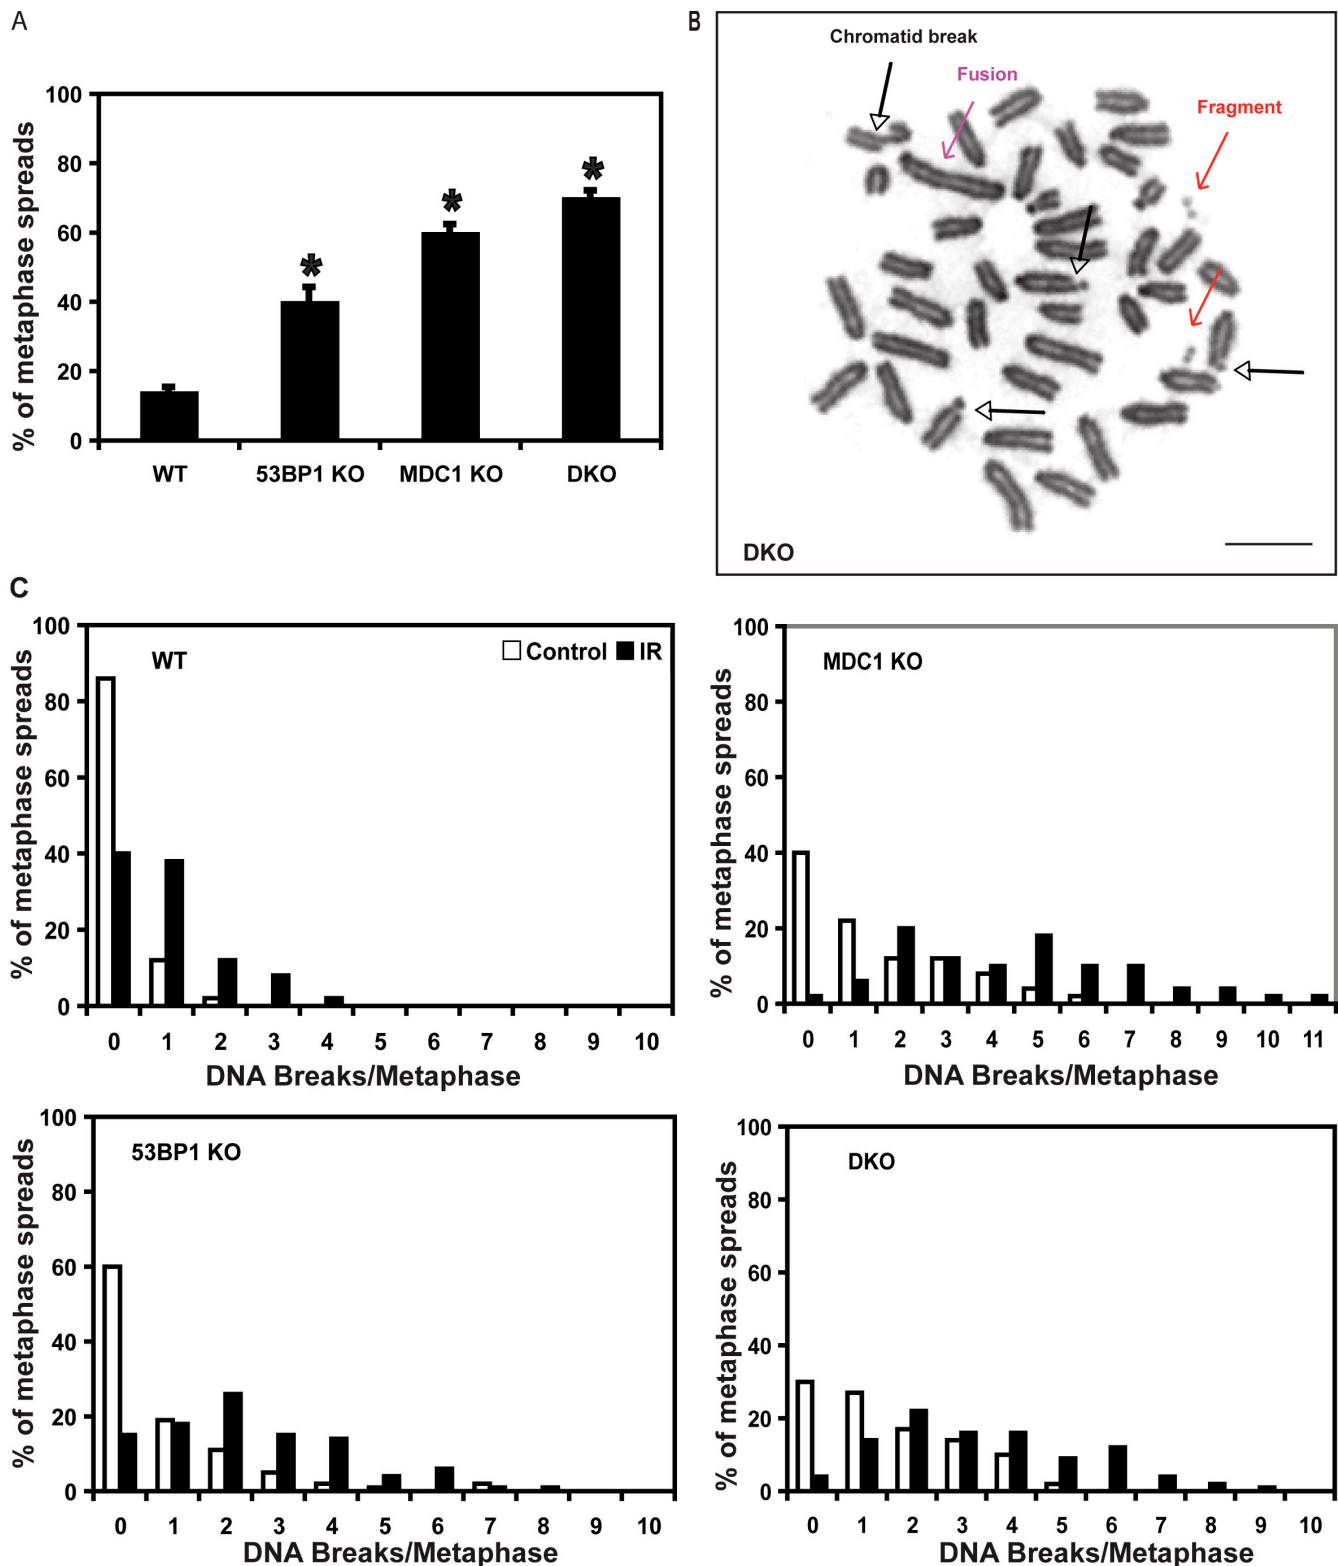 A
% of metaphase spreads
100
80
60
40
20
0
*
*
*
WT
53BP1 KO
MDC1 KO
DKO
B
Chromatid break
Fusion
Fragment
DKO
C
% of metaphase spreads
100
80
60
40
20
0
WT
Control IR
0 1 2 3 4 5 6 7 8 9 10
DNA Breaks/Metaphase
% of metaphase spreads
100
80
60
40
20
0
MDC1 KO
0 1 2 3 4 5 6 7 8 9 10 11
DNA Breaks/Metaphase
% of metaphase spreads
100
80
60
40
20
0
53BP1 KO
0 1 2 3 4 5 6 7 8 9 10
DNA Breaks/Metaphase
% of metaphase spreads
100
80
60
40
20
0
DKO
0 1 2 3 4 5 6 7 8 9 10
DNA Breaks/Metaphase